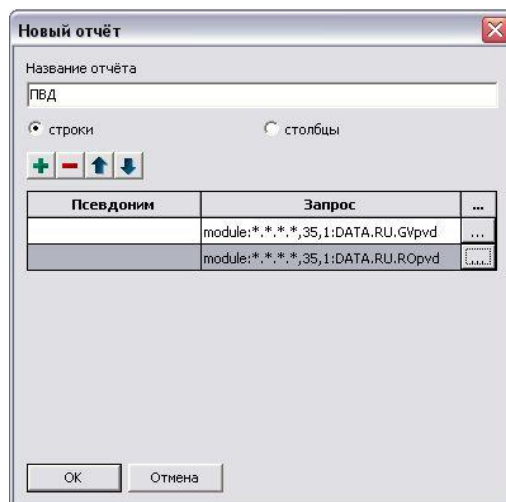 Новый отчёт
Название отчёта
ПВД
строки столбцы
Псевдоним Запрос ...
module:*.*.*.*,35,1:DATA.RU.GVpvd ...
module:*.*.*.*,35,1:DATA.RU.ROpvd ...
OK Отмена